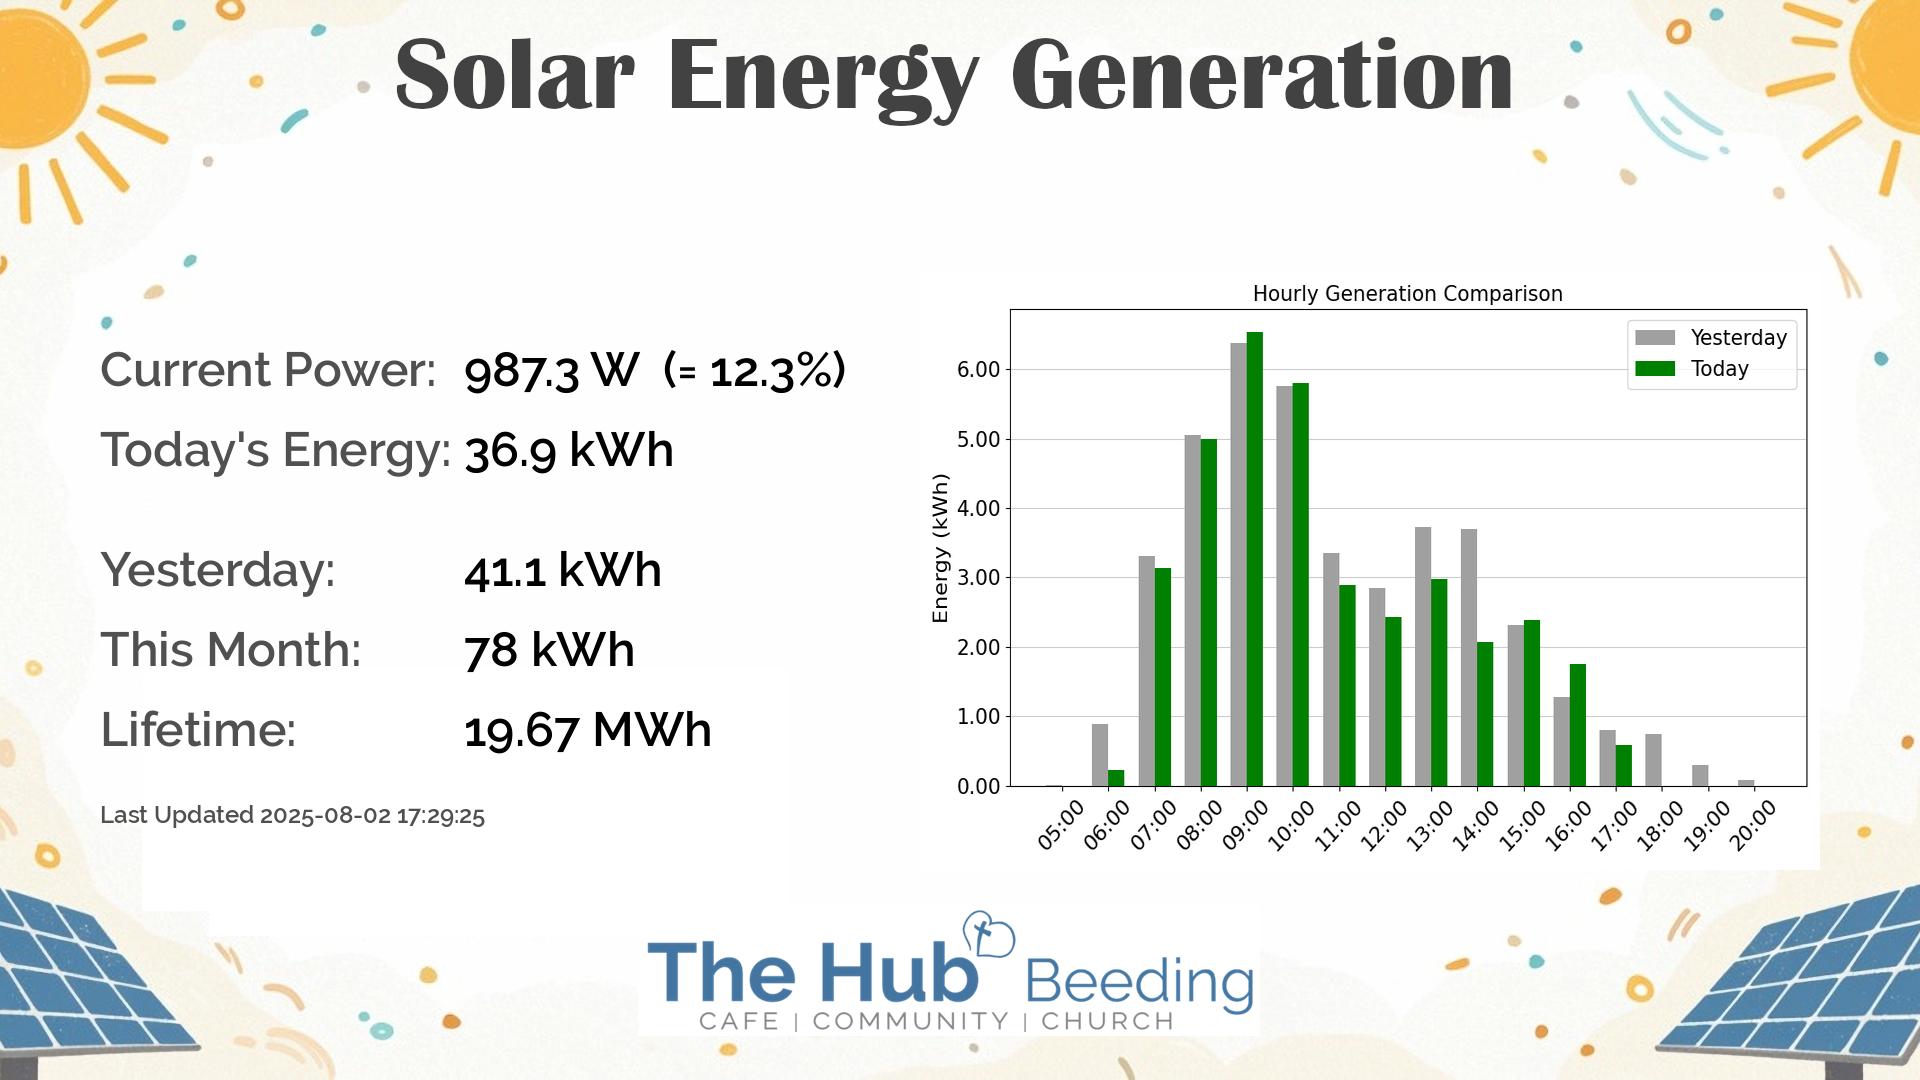 Solar Energy Generation
Current Power: 987.3 W (= 12.3%)
Today's Energy: 36.9 kWh
Yesterday: 41.1 kWh
This Month: 78 kWh
Lifetime: 19.67 MWh
Last Updated 2025-08-02 17:29:25
Hourly Generation Comparison
Yesterday
Today
Energy (kWh)
6.00
5.00
4.00
3.00
2.00
1.00
0.00
05:00 06:00 07:00 08:00 09:00 10:00 11:00 12:00 13:00 14:00 15:00 16:00 17:00 18:00 19:00 20:00
The Hub Beeding
CAFE | COMMUNITY | CHURCH